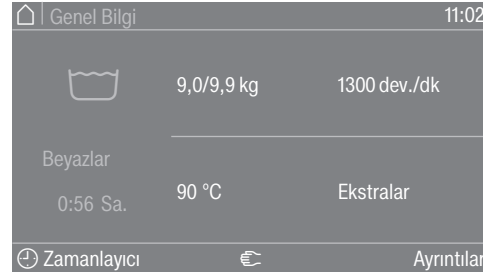 Genel Bilgi 11:02
9,0/9,9 kg 1300 dev./dk
Beyazlar
0:56 Sa.
90 °C Ekstralar
Zamanlayıcı Ayrıntılar